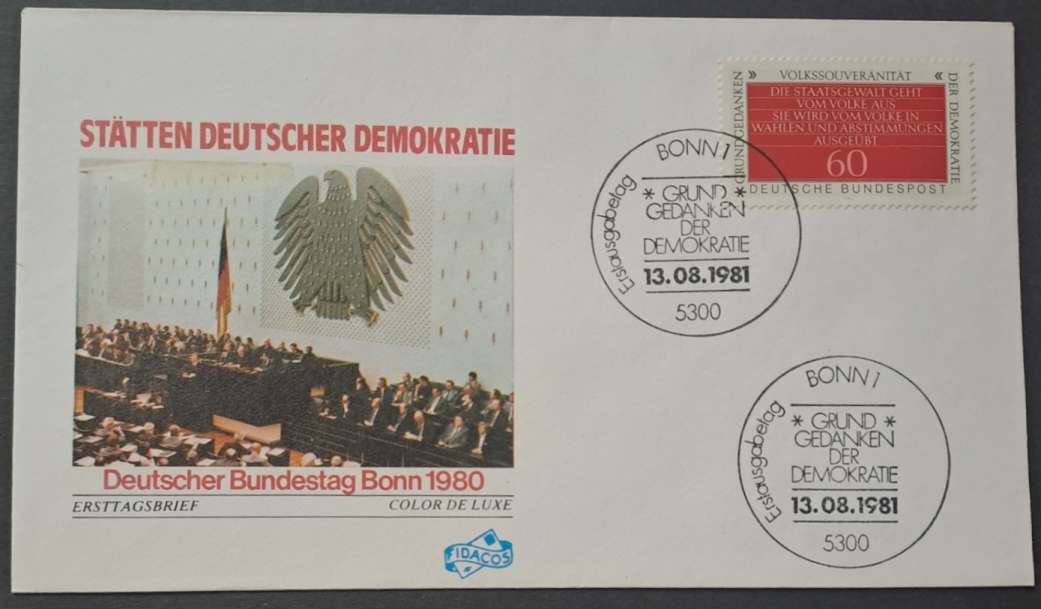 STÄTTEN DEUTSCHER DEMOKRATIE
Deutscher Bundestag Bonn 1980
ERSTTAGSBRIEF COLOR DE LUXE
FIDACOS
GRUNDGEDANKEN
» VOLKSSOUVERÄNITÄT «
DER DEMOKRATIE
DIE STAATSGEWALT GEHT
VOM VOLKE AUS
SIE WIRD VOM VOLKE IN
WAHLEN UND ABSTIMMUNGEN
AUSGEÜBT
60
DEUTSCHE BUNDESPOST
BONN 1
Erstausgabetag
* GRUND *
GEDANKEN
DER
DEMOKRATIE
13.08.1981
5300
BONN 1
Erstausgabetag
* GRUND *
GEDANKEN
DER
DEMOKRATIE
13.08.1981
5300